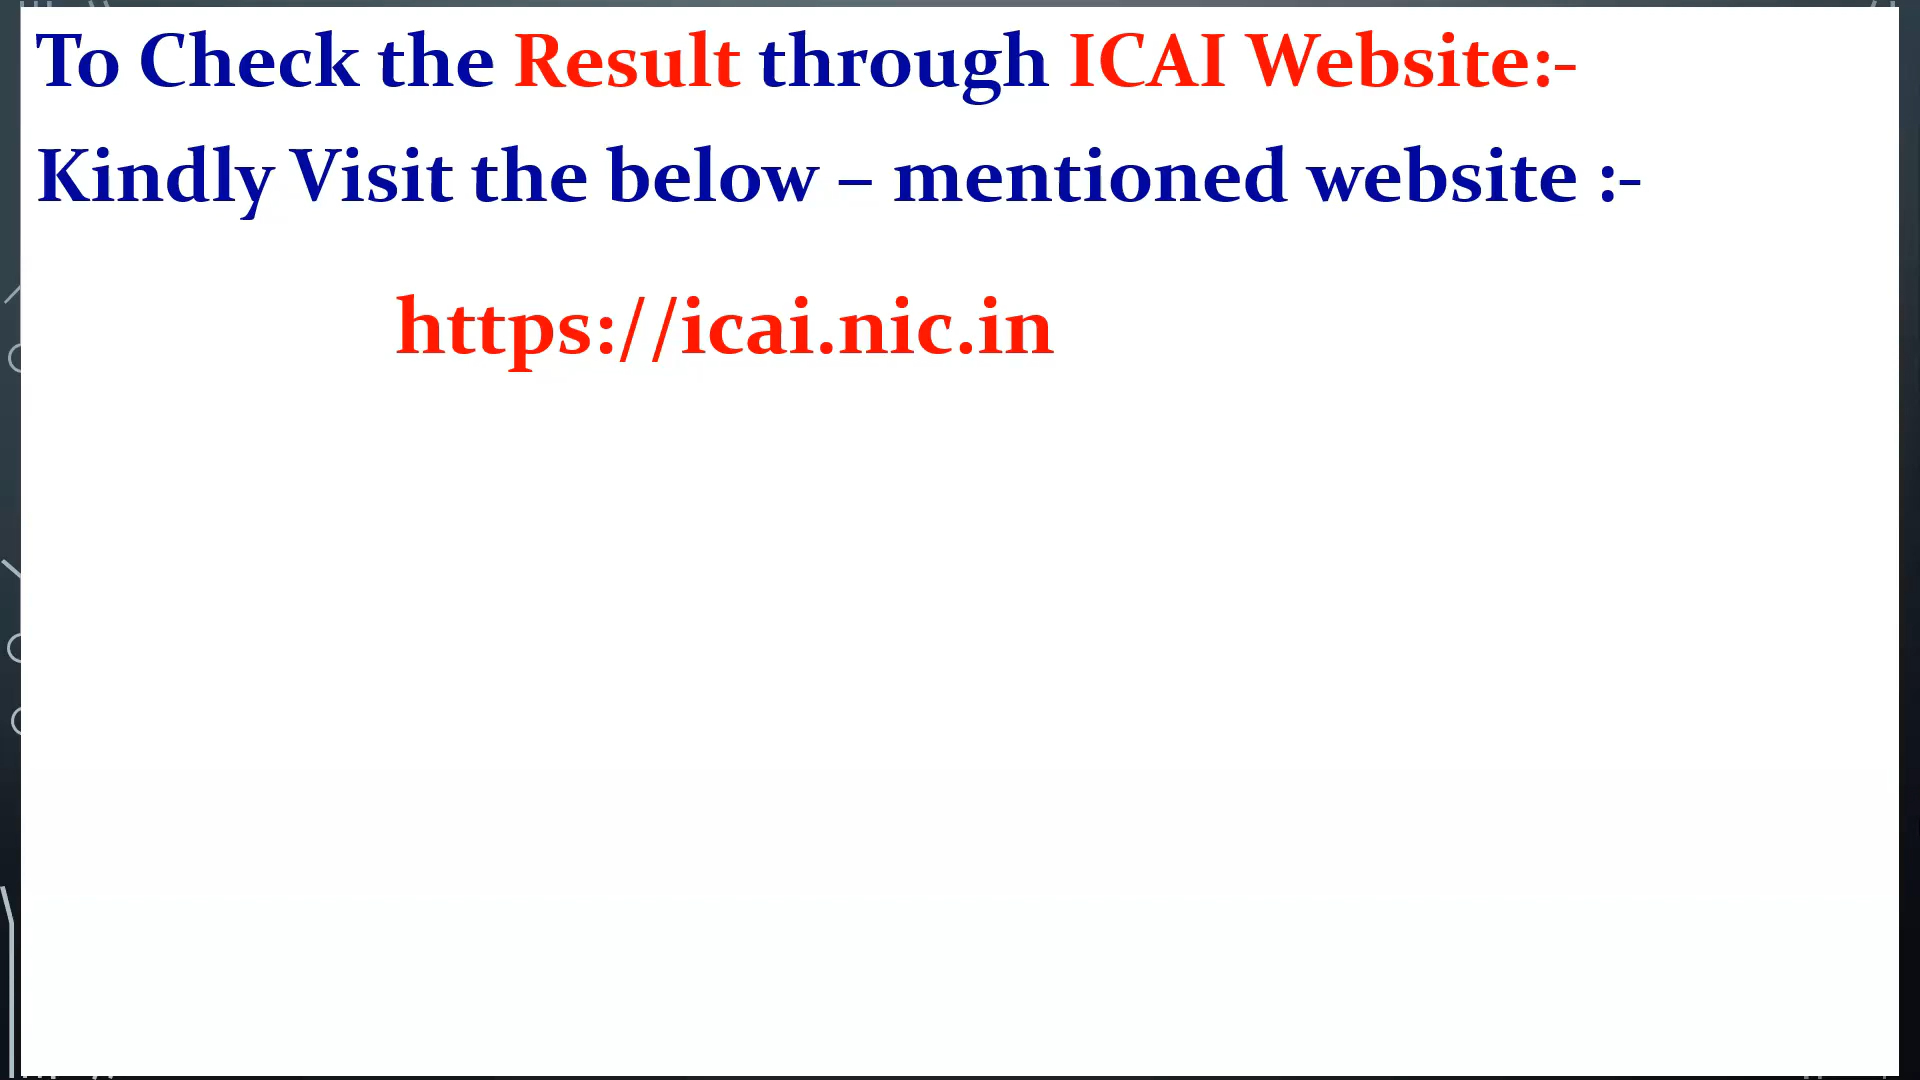 To Check the Result through ICAI Website:-
Kindly Visit the below – mentioned website :-
https://icai.nic.in